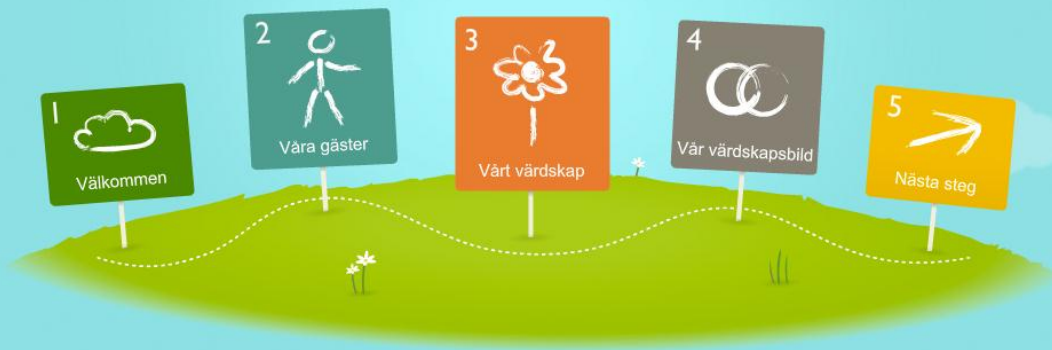 1
Välkommen
2
Våra gäster
3
Vårt värdskap
4
Vår värdskapsbild
5
Nästa steg